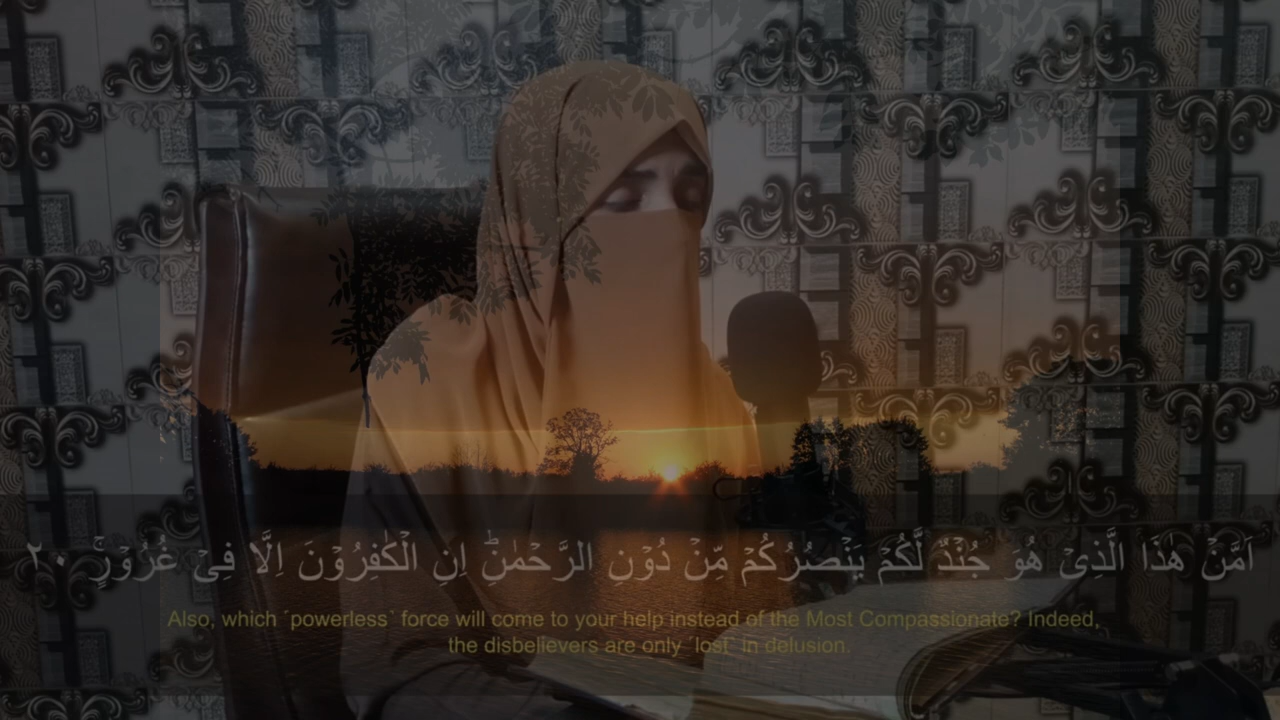 اَمَّنۡ هٰذَا الَّذِىۡ هُوَ جُنۡدٌ لَّكُمۡ يَنۡصُرُكُمۡ مِّنۡ دُوۡنِ الرَّحۡمٰنِ‌ؕ اِنِ الۡكٰفِرُوۡنَ اِلَّا فِىۡ غُرُوۡرٍ‌ۚ ٢٠
Also, which ˹powerless˺ force will come to your help instead of the Most Compassionate? Indeed,
the disbelievers are only ˹lost˺ in delusion.